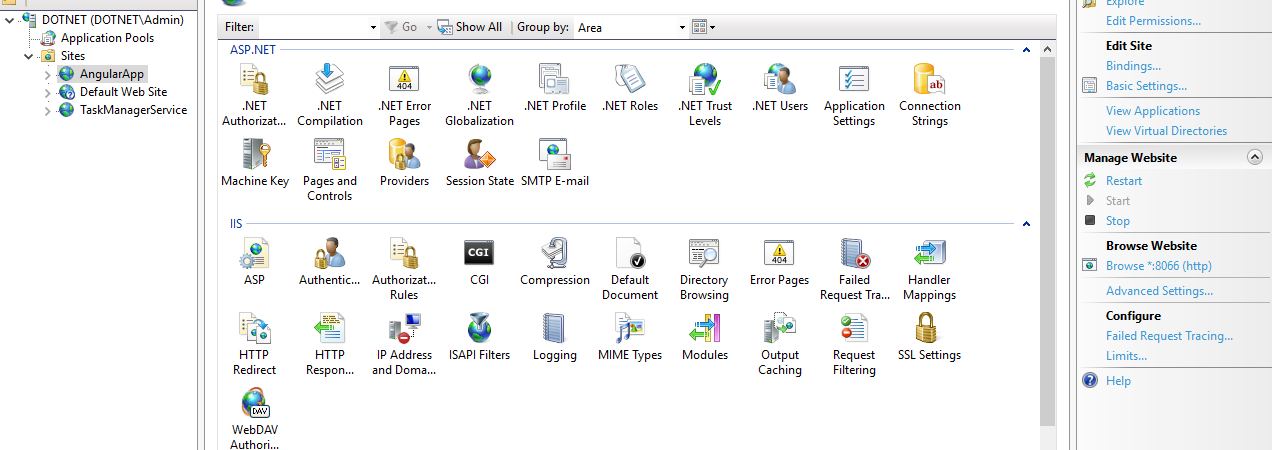 DOTNET (DOTNET\Admin)
Application Pools
Sites
AngularApp
Default Web Site
TaskManagerService
Filter: Go Show All Group by: Area
ASP.NET
.NET Authorizat...
.NET Compilation
.NET Error Pages
.NET Globalization
.NET Profile
.NET Roles
.NET Trust Levels
.NET Users
Application Settings
Connection Strings
Machine Key
Pages and Controls
Providers
Session State
SMTP E-mail
IIS
ASP
Authentic...
Authorizat... Rules
CGI
Compression
Default Document
Directory Browsing
Error Pages
Failed Request Tra...
Handler Mappings
HTTP Redirect
HTTP Respon...
IP Address and Doma...
ISAPI Filters
Logging
MIME Types
Modules
Output Caching
Request Filtering
SSL Settings
WebDAV Authori...
Explore
Edit Permissions...
Edit Site
Bindings...
Basic Settings...
View Applications
View Virtual Directories
Manage Website
Restart
Start
Stop
Browse Website
Browse *:8066 (http)
Advanced Settings...
Configure
Failed Request Tracing...
Limits...
Help